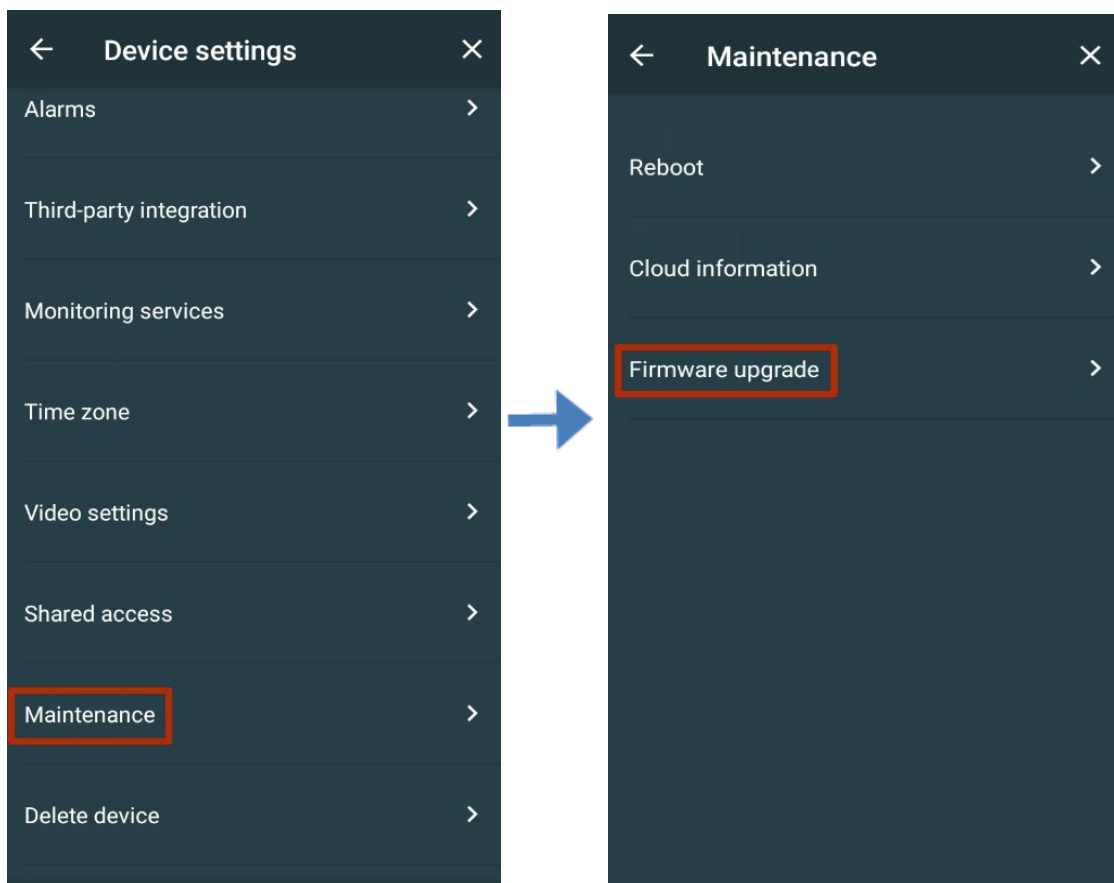 Device settings
Alarms
Third-party integration
Monitoring services
Time zone
Video settings
Shared access
Maintenance
Delete device
Maintenance
Reboot
Cloud information
Firmware upgrade